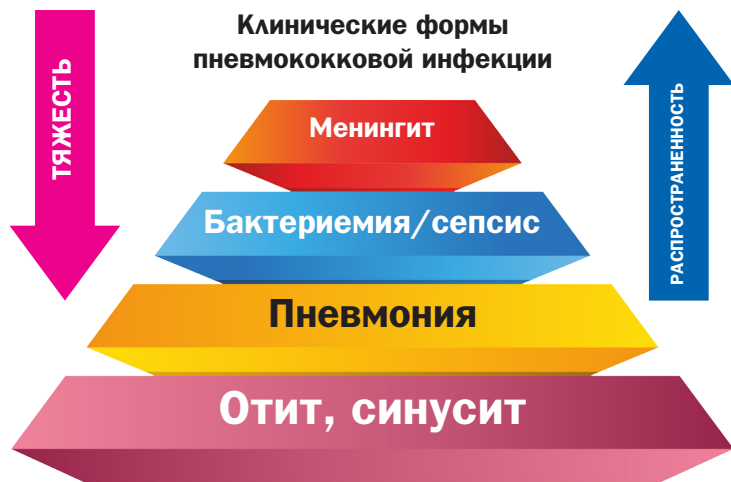 Клинические формы
пневмококковой инфекции
ТЯЖЕСТЬ
РАСПРОСТРАНЕННОСТЬ
Менингит
Бактериемия/сепсис
Пневмония
Отит, синусит